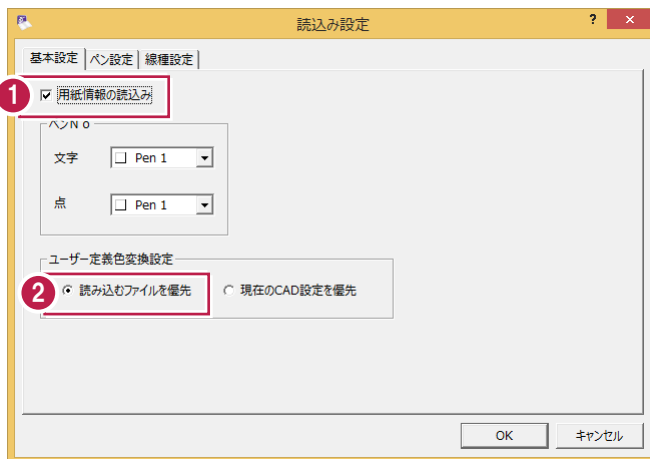 読込み設定
? ×
基本設定 ペン設定 線種設定
1
用紙情報の読込み
ペンNo
文字 Pen 1
点 Pen 1
ユーザー定義色変換設定
2
読み込むファイルを優先 現在のCAD設定を優先
OK キャンセル